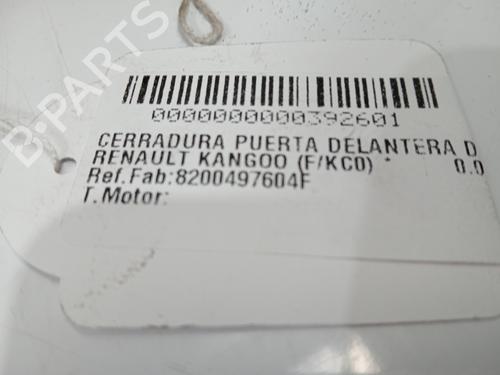 B-PARTS
0000000000392601
CERRADURA PUERTA DELANTERA D
RENAULT KANGOO (F/KC0) * 0.0
Ref.Fab:8200497604F
T.Motor: